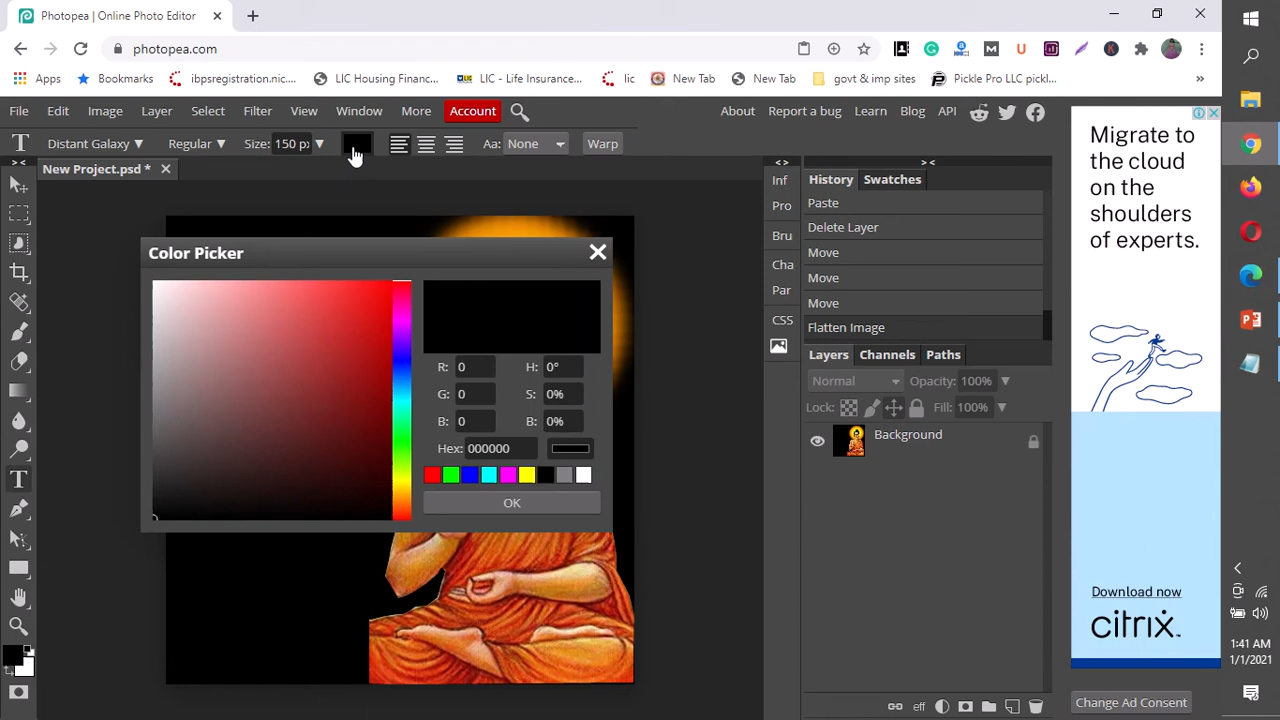 Photopea | Online Photo Editor
photopea.com
Apps
Bookmarks
ibpsregistration.nic...
LIC Housing Financ...
LIC - Life Insurance...
lic
New Tab
New Tab
govt & imp sites
Pickle Pro LLC pickl...
»
File Edit Image Layer Select Filter View Window More Account
About Report a bug Learn Blog API
Distant Galaxy Regular Size: 150 p Aa: None Warp
New Project.psd *
Color Picker
R: 0 H: 0°
G: 0 S: 0%
B: 0 B: 0%
Hex: 000000
OK
> <
< >
> <
Inf
Pro
Bru
Cha
Par
CSS
History Swatches
Paste
Delete Layer
Move
Move
Move
Flatten Image
Layers Channels Paths
Normal Opacity: 100%
Lock: Fill: 100%
Background
eff
Migrate to
the cloud
on the
shoulders
of experts.
Download now
citrix
Change Ad Consent
1:41 AM
1/1/2021